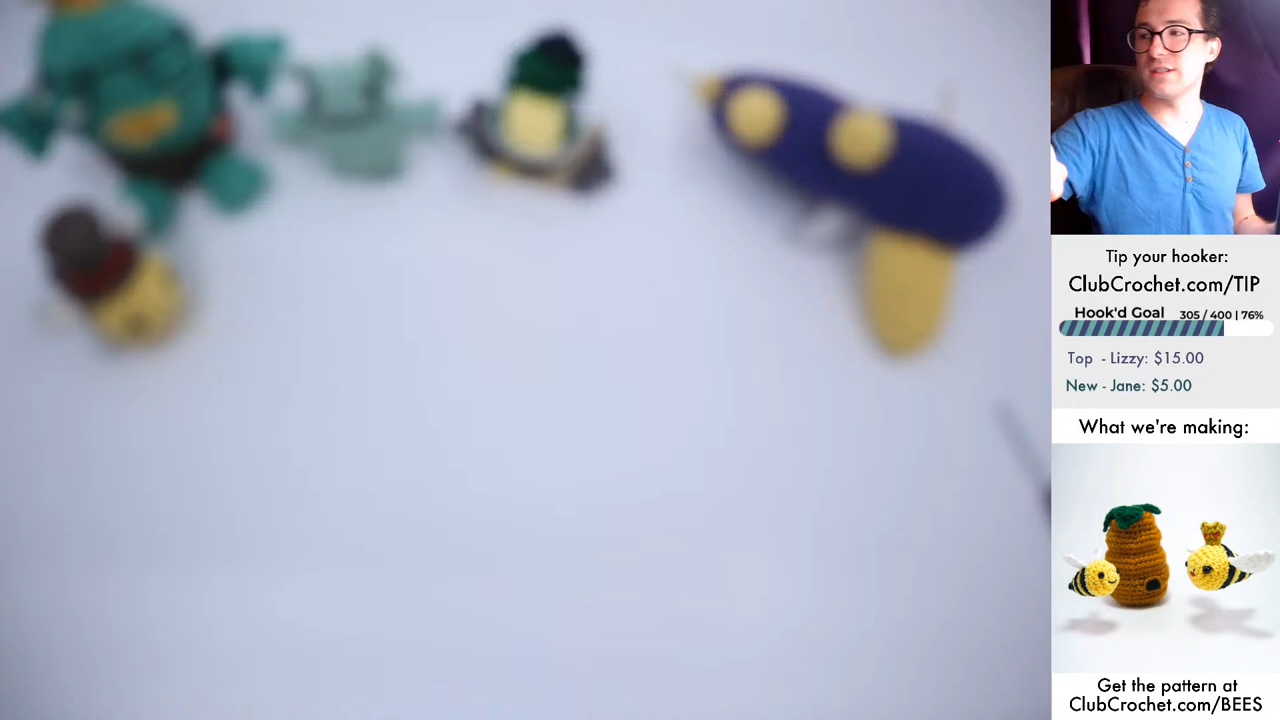 Tip your hooker:
ClubCrochet.com/TIP
Hook'd Goal 305 / 400 | 76%
Top - Lizzy: $15.00
New - Jane: $5.00
What we're making:
Get the pattern at
ClubCrochet.com/BEES